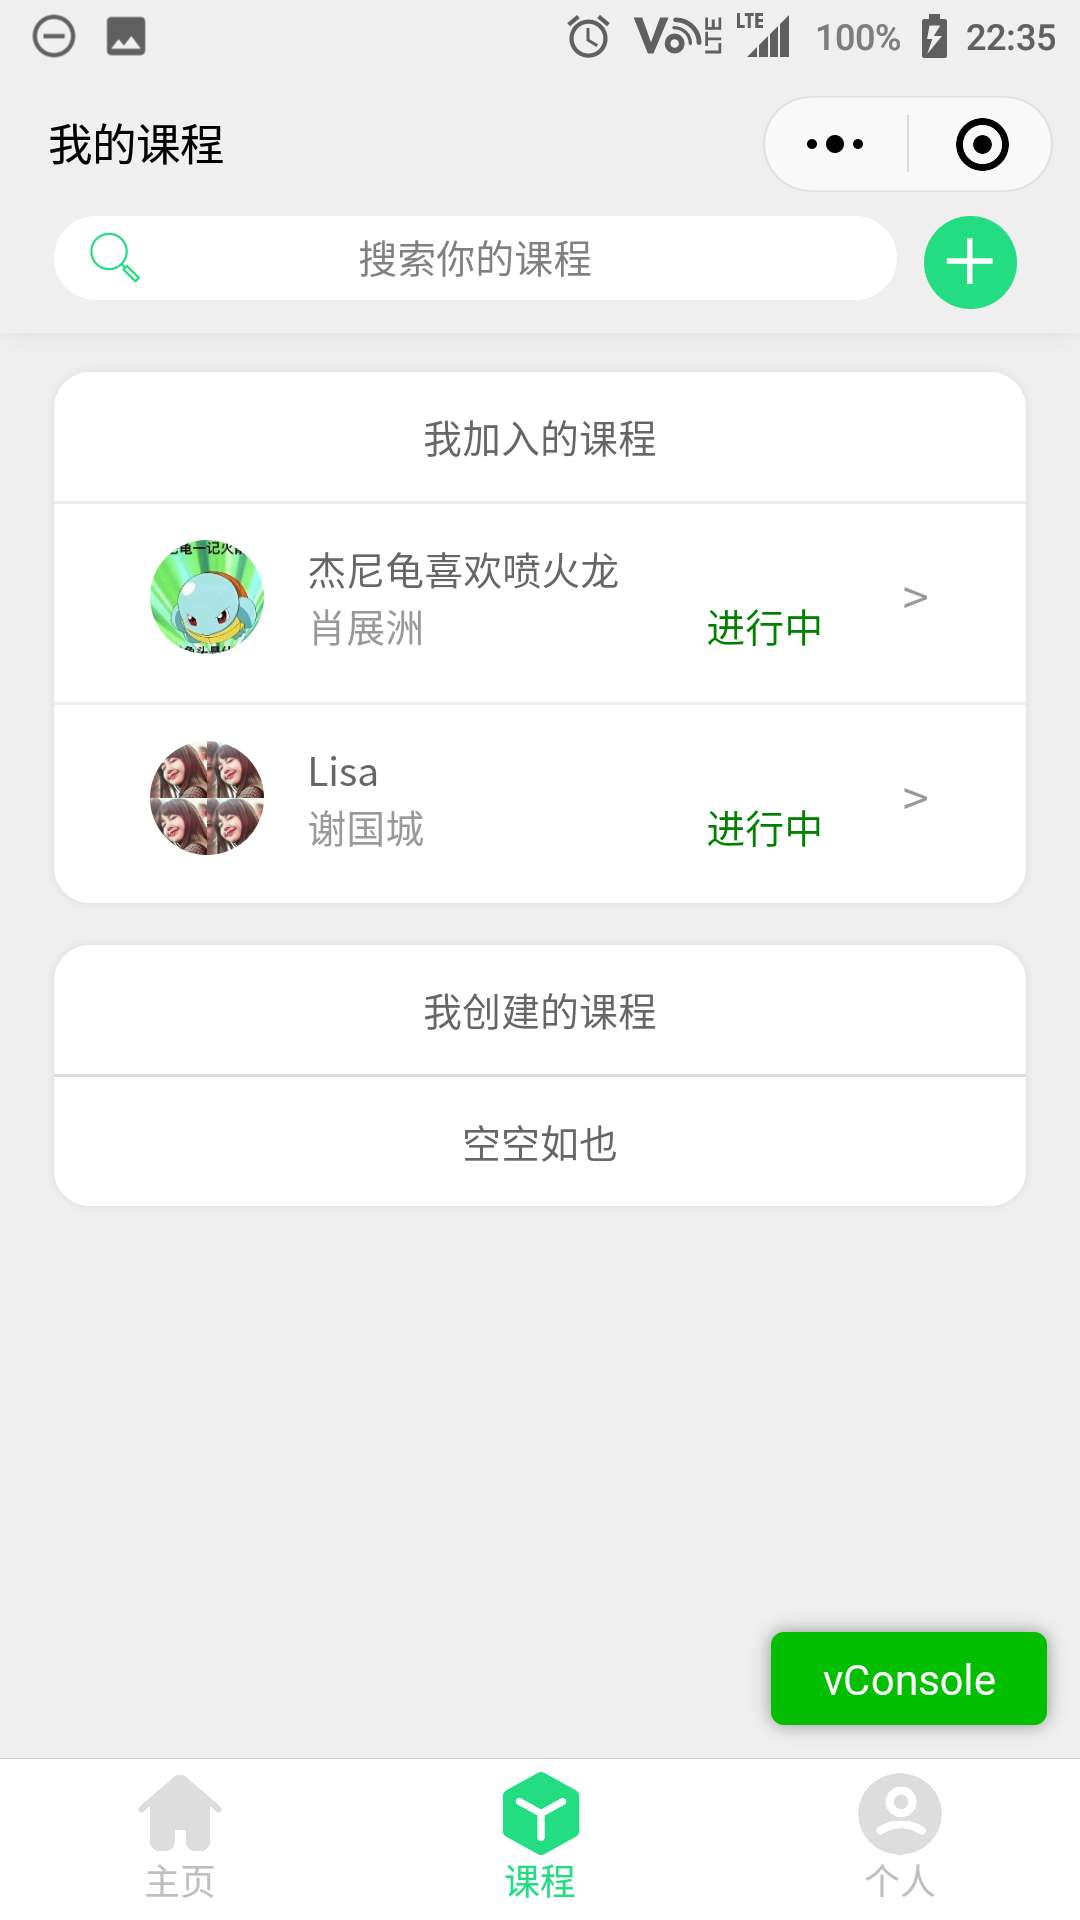 LTE LTE 100% 22:35
我的课程
搜索你的课程
我加入的课程
杰尼龟喜欢喷火龙
肖展洲
进行中
>
Lisa
谢国城
进行中
>
我创建的课程
空空如也
vConsole
主页
课程
个人